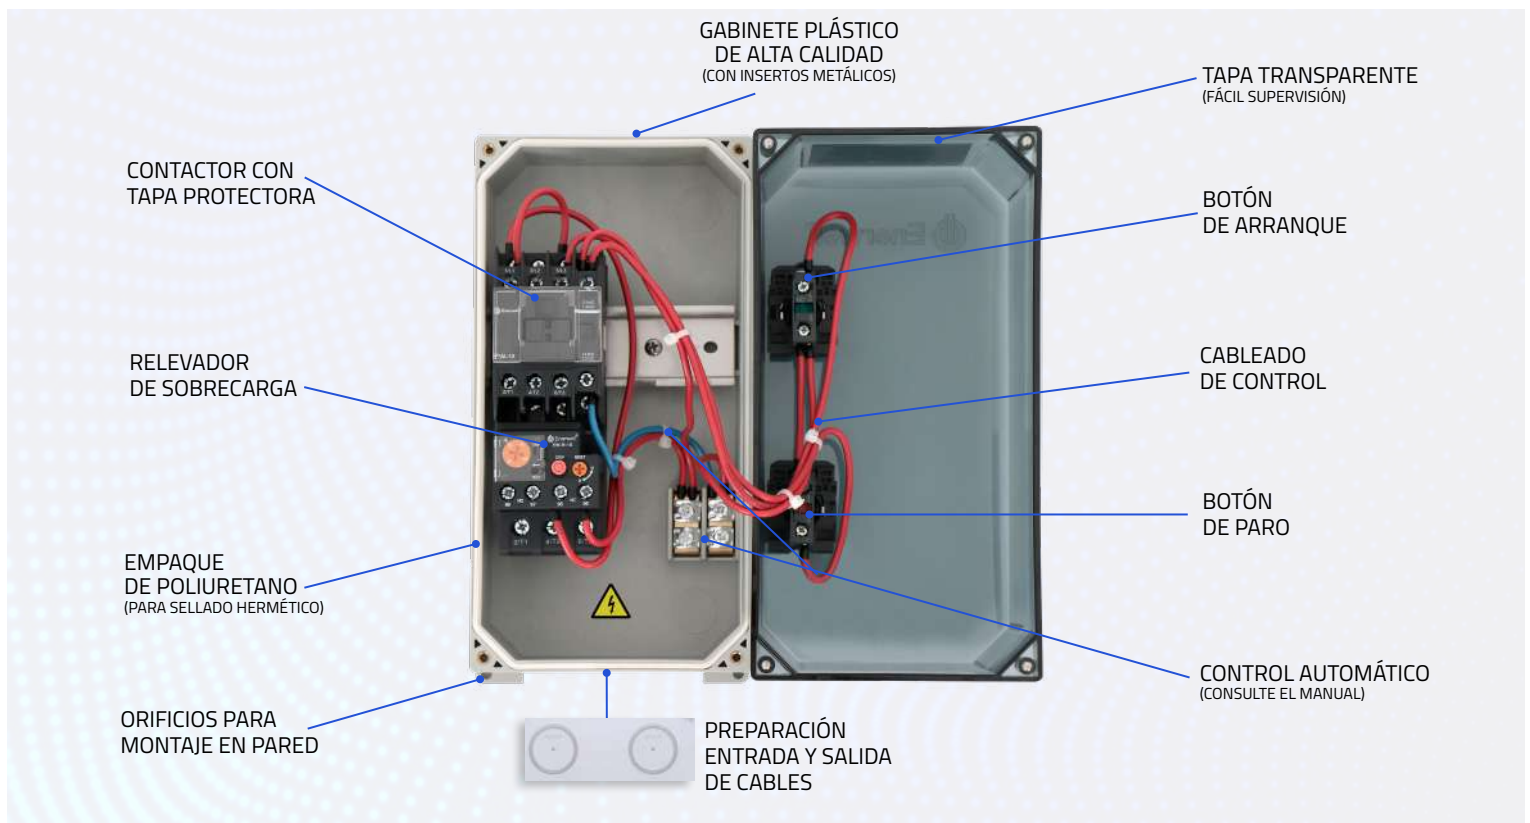 GABINETE PLÁSTICO
DE ALTA CALIDAD
(CON INSERTOS METÁLICOS)
TAPA TRANSPARENTE
(FÁCIL SUPERVISIÓN)
CONTACTOR CON
TAPA PROTECTORA
BOTÓN
DE ARRANQUE
RELEVADOR
DE SOBRECARGA
CABLEADO
DE CONTROL
BOTÓN
DE PARO
EMPAQUE
DE POLIURETANO
(PARA SELLADO HERMÉTICO)
CONTROL AUTOMÁTICO
(CONSULTE EL MANUAL)
ORIFICIOS PARA
MONTAJE EN PARED
PREPARACIÓN
ENTRADA Y SALIDA
DE CABLES